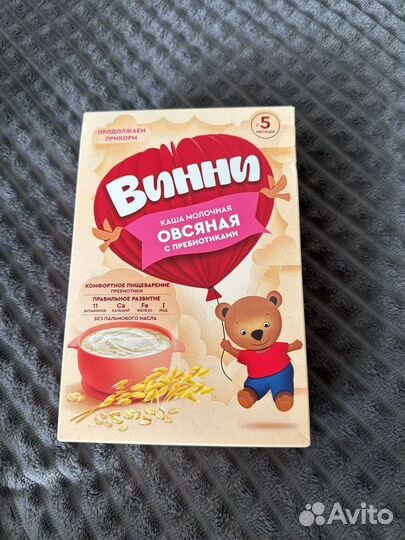 ПРОДОЛЖАЕМ
ПРИКОРМ
с 5
МЕСЯЦЕВ
Винни
КАША МОЛОЧНАЯ
ОВСЯНАЯ
С ПРЕБИОТИКАМИ
КОМФОРТНОЕ ПИЩЕВАРЕНИЕ
ПРЕБИОТИКИ
ПРАВИЛЬНОЕ РАЗВИТИЕ
11 Ca Fe I
ВИТАМИНОВ КАЛЬЦИЙ ЖЕЛЕЗО ЙОД
БЕЗ ПАЛЬМОВОГО МАСЛА
Avito